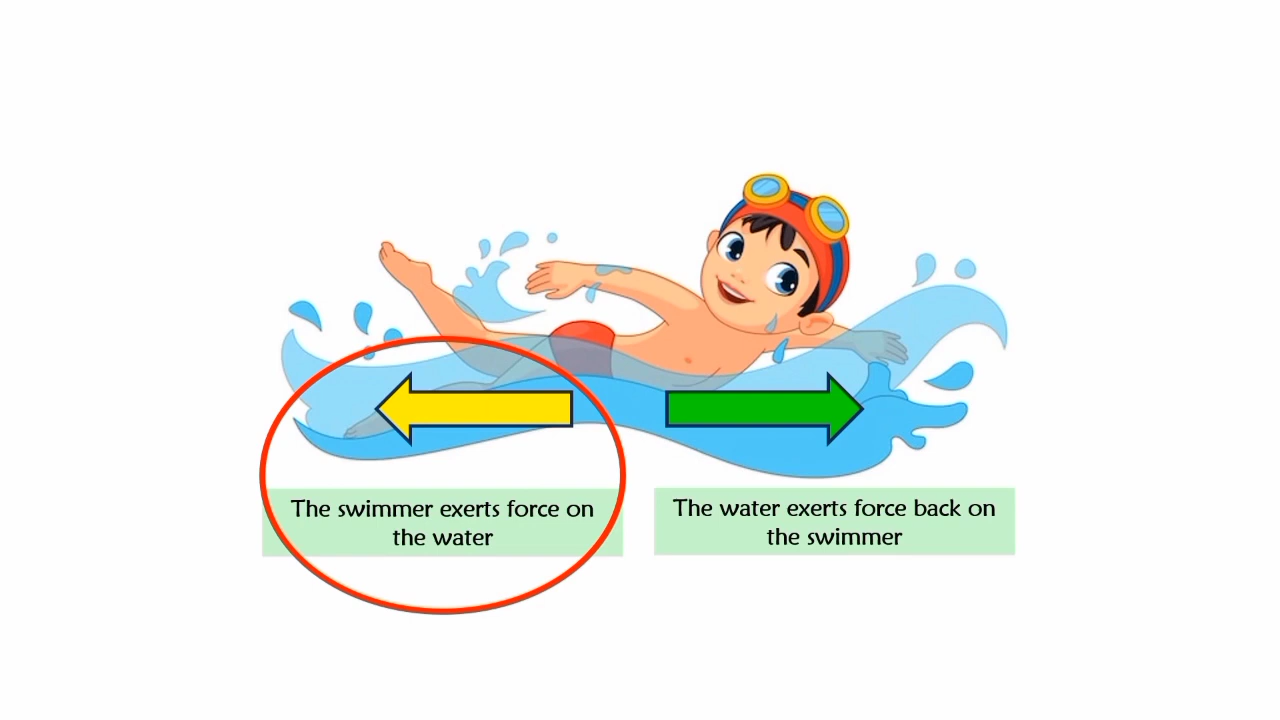 The swimmer exerts force on
the water
The water exerts force back on
the swimmer